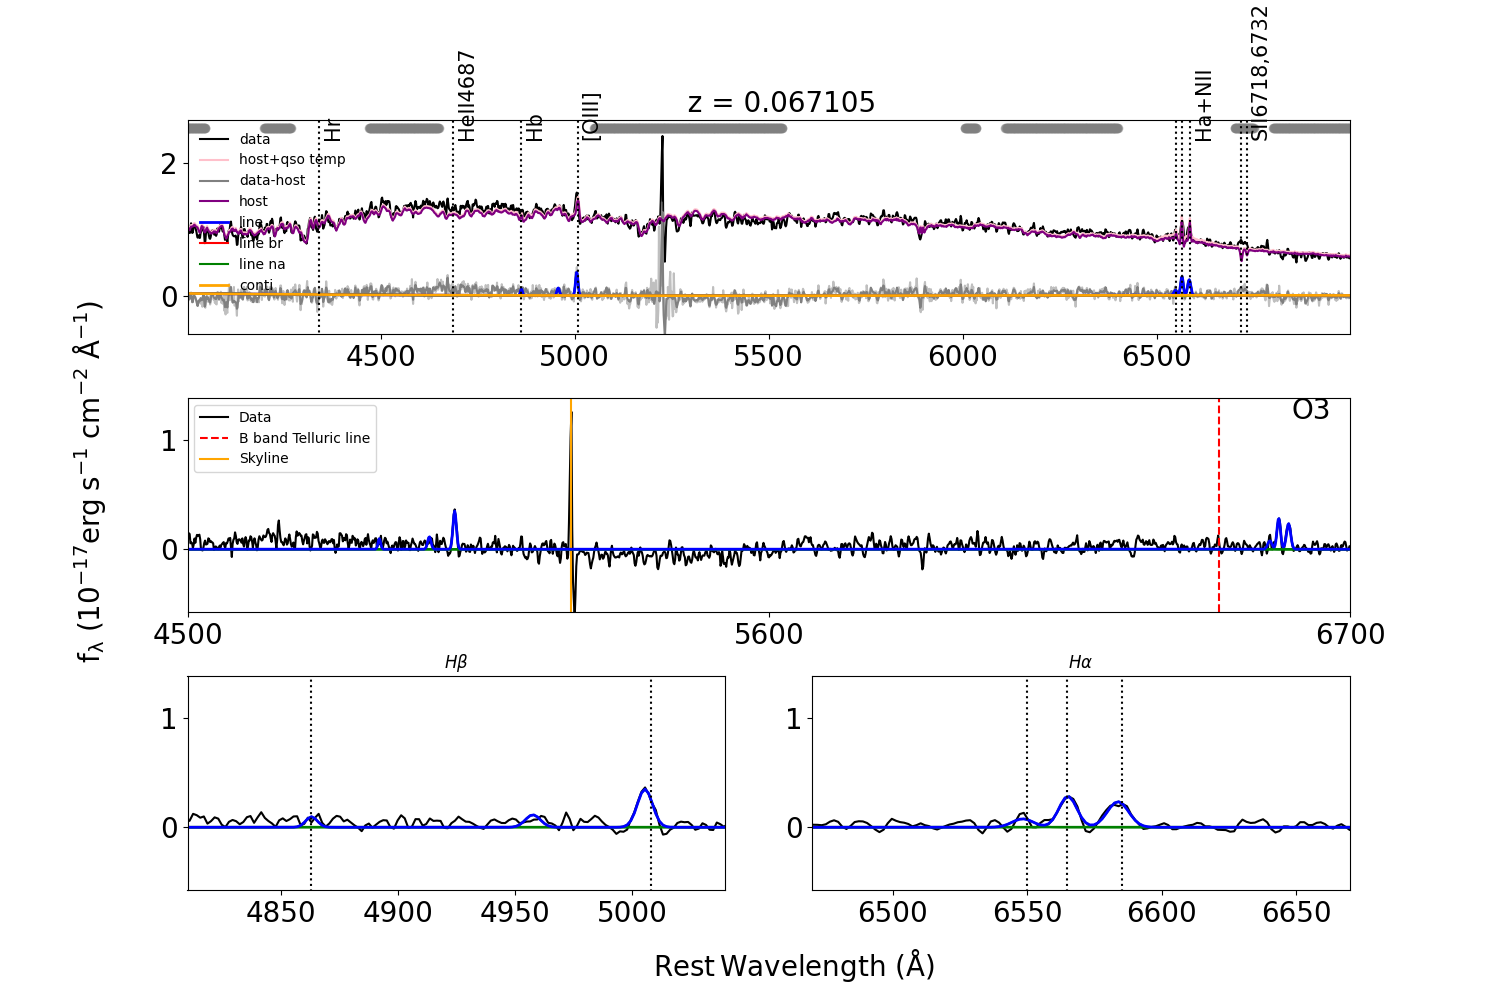 z = 0.067105
Hr
HeII4687
Hb
[OIII]
Ha+NII
SII6718,6732
data
host+qso temp
data-host
host
line
line br
line na
conti
2
0
4500 5000 5500 6000 6500
O3
Data
B band Telluric line
Skyline
1
0
4500 5600 6700
Hβ
1
0
4850 4900 4950 5000
Hα
1
0
6500 6550 6600 6650
fλ (10⁻¹⁷erg s⁻¹ cm⁻² Å⁻¹)
Rest Wavelength (Å)